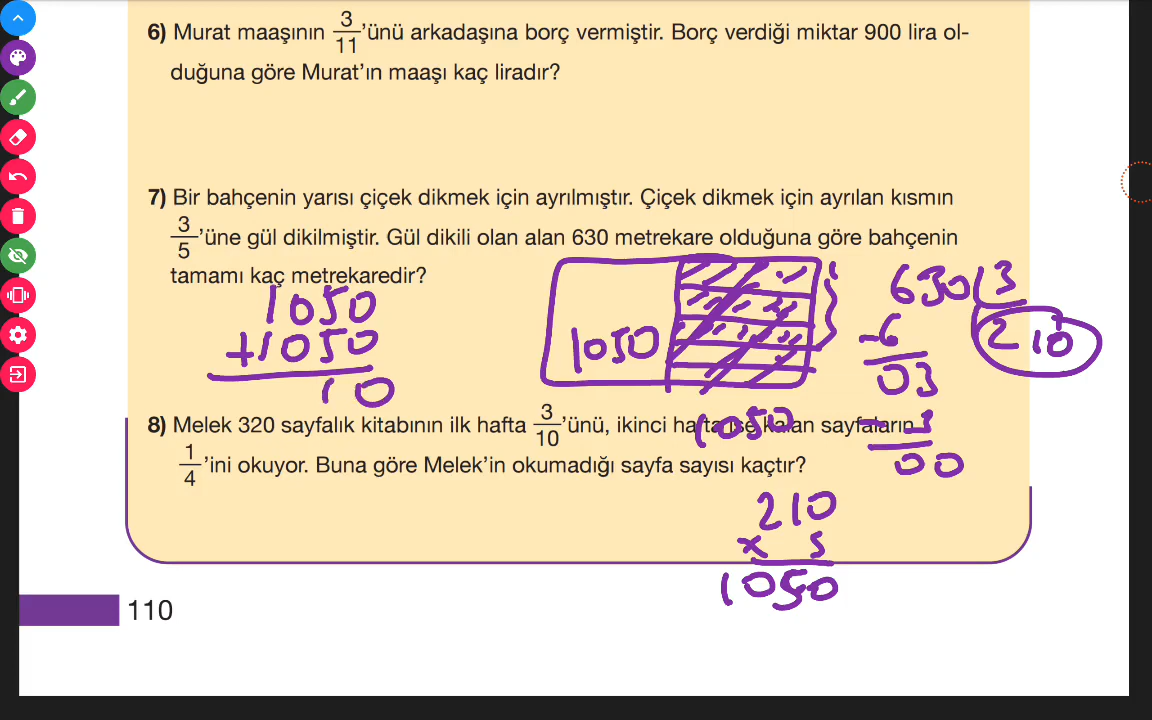 6) Murat maaşının 3/11 'ünü arkadaşına borç vermiştir. Borç verdiği miktar 900 lira ol-
duğuna göre Murat'ın maaşı kaç liradır?
7) Bir bahçenin yarısı çiçek dikmek için ayrılmıştır. Çiçek dikmek için ayrılan kısmın
3/5 'üne gül dikilmiştir. Gül dikili olan alan 630 metrekare olduğuna göre bahçenin
tamamı kaç metrekaredir?
1050
+1050
10
1050
1050
630 3
-6 210
03
- 3
00
8) Melek 320 sayfalık kitabının ilk hafta 3/10 'ünü, ikinci hafta ise kalan sayfaların
1/4 'ini okuyor. Buna göre Melek'in okumadığı sayfa sayısı kaçtır?
210
x 5
1050
110